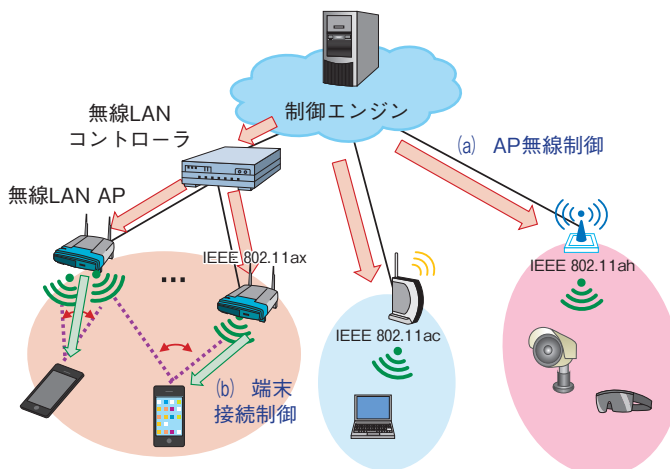 制御エンジン
無線LAN
コントローラ
(a) AP無線制御
無線LAN AP
IEEE 802.11ax
...
IEEE 802.11ah
IEEE 802.11ac
(b) 端末
接続制御